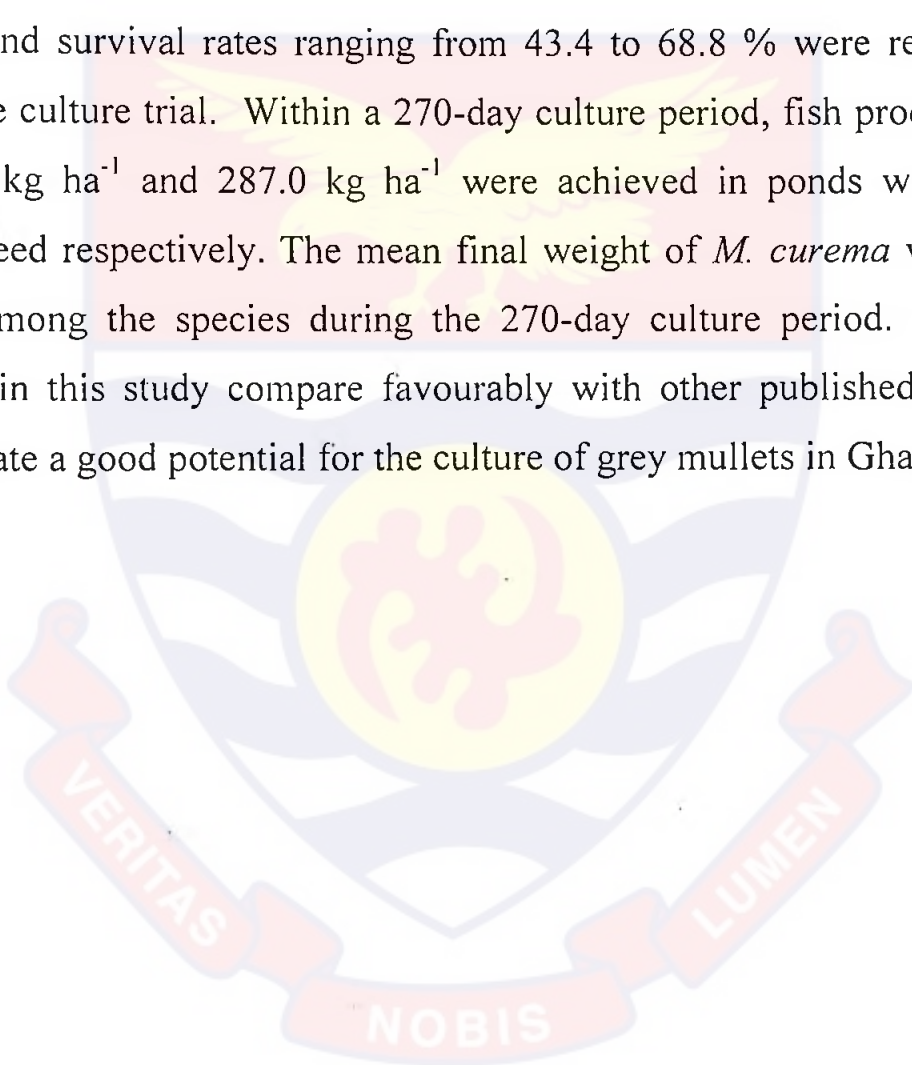 nd survival rates ranging from 43.4 to 68.8 % were re
e culture trial. Within a 270-day culture period, fish pro
kg ha⁻¹ and 287.0 kg ha⁻¹ were achieved in ponds w
eed respectively. The mean final weight of M. curema
mong the species during the 270-day culture period.
in this study compare favourably with other published
ate a good potential for the culture of grey mullets in Gha
VERITAS
NOBIS
LUMEN